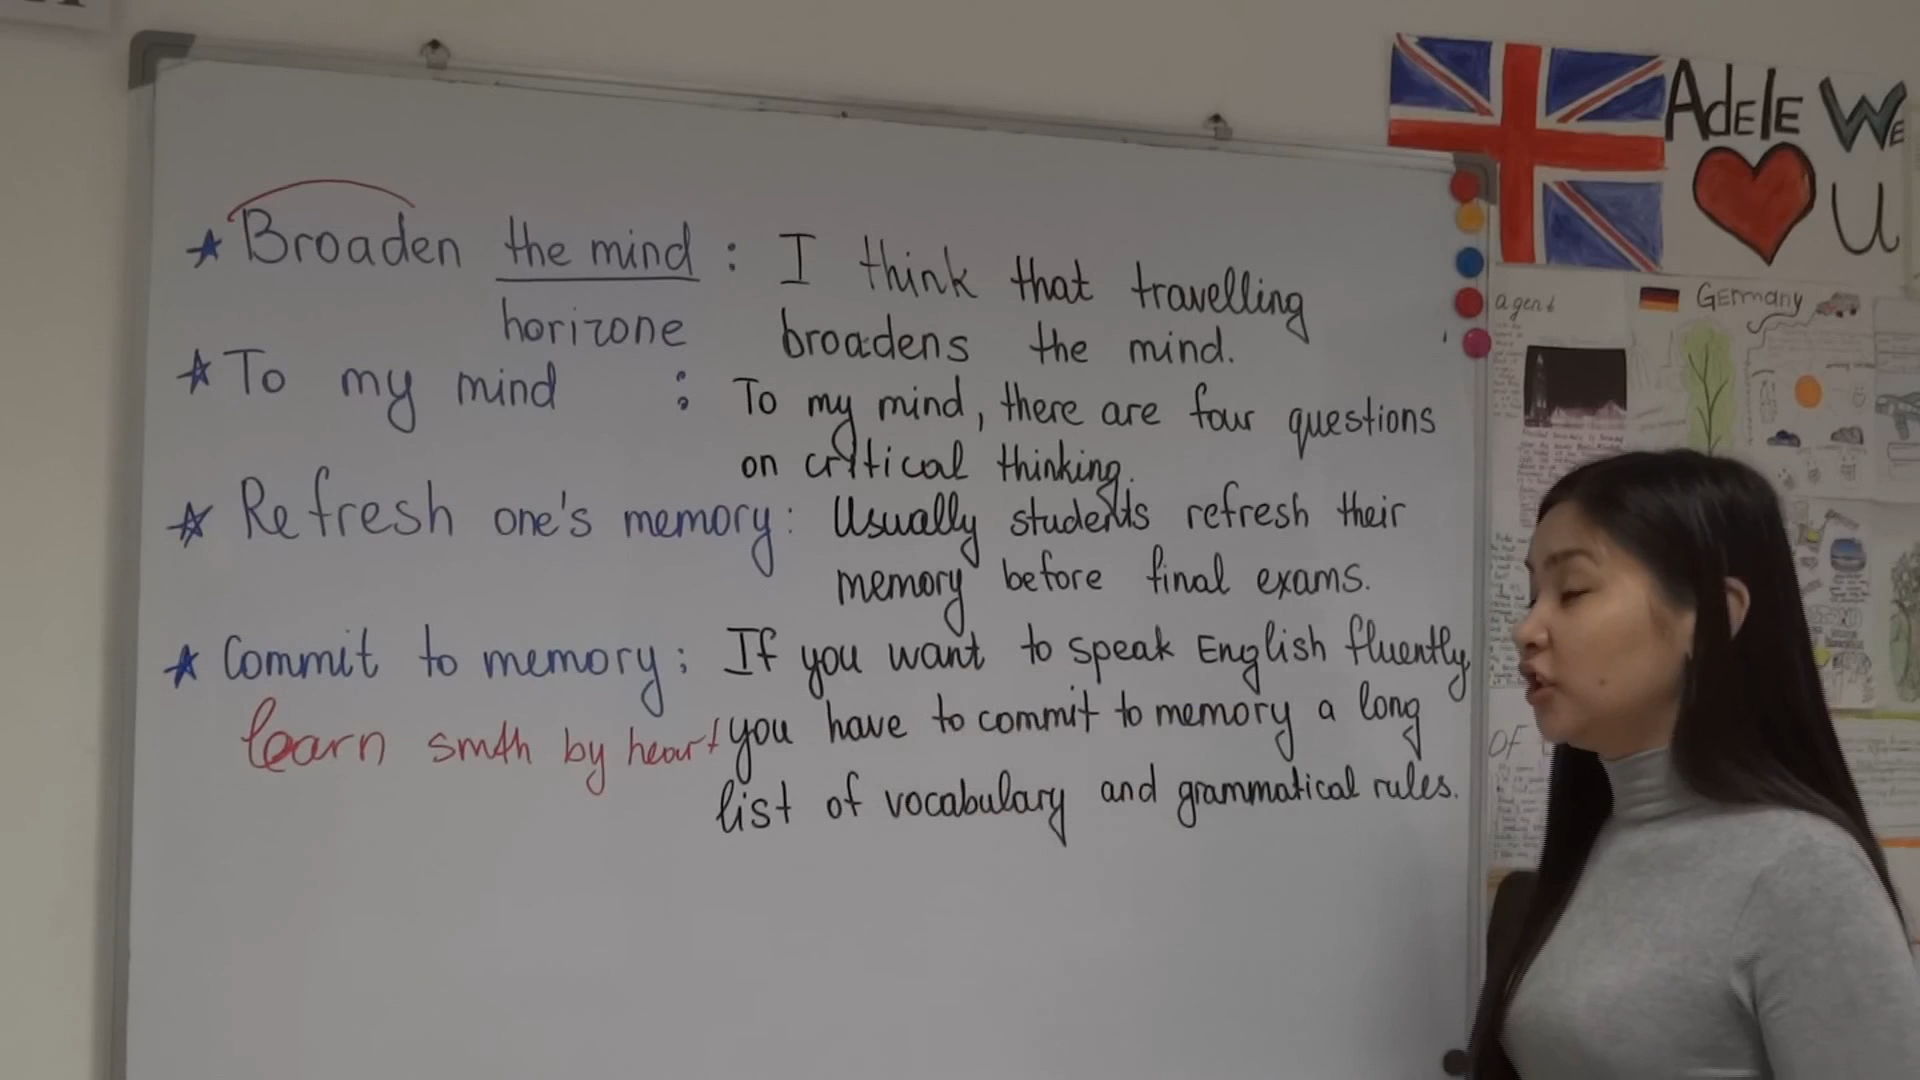 Broaden the mind : I think that travelling
horizone broadens the mind.
To my mind : To my mind, there are four questions
on critical thinking.
Refresh one's memory : Usually students refresh their
memory before final exams.
Commit to memory : If you want to speak English fluently,
learn smth by heart you have to commit to memory a long
list of vocabulary and grammatical rules.
Adele We
U
agent
Germany
Of